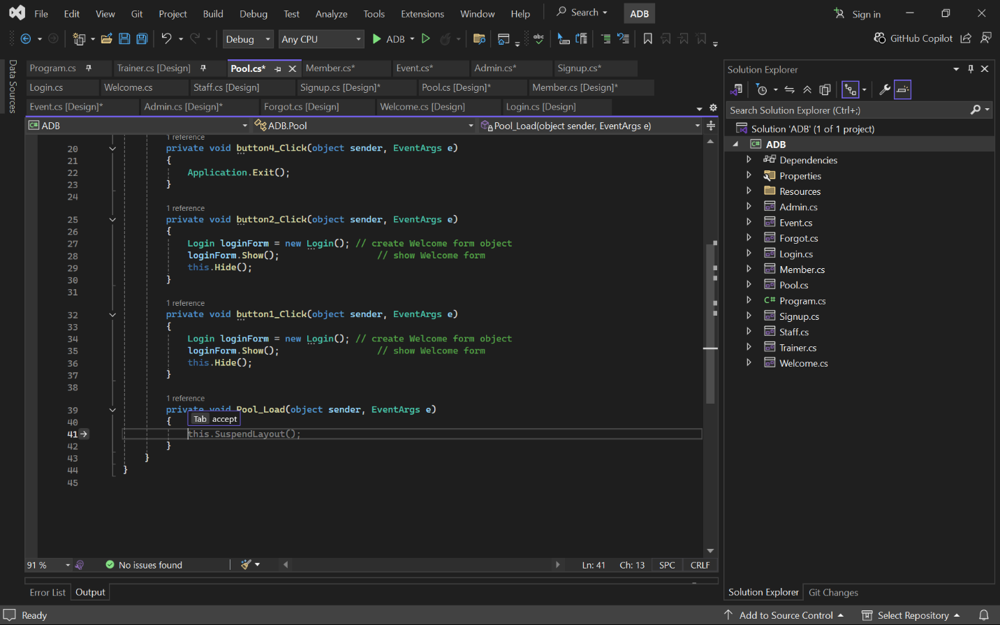 File Edit View Git Project Build Debug Test Analyze Tools Extensions Window Help Search ADB Sign in
Debug Any CPU ADB abc GitHub Copilot
Data Sources
Program.cs Trainer.cs [Design] Pool.cs* Member.cs* Event.cs* Admin.cs* Signup.cs*
Login.cs Welcome.cs Staff.cs [Design] Signup.cs [Design]* Pool.cs [Design]* Member.cs [Design]*
Event.cs [Design]* Admin.cs [Design]* Forgot.cs [Design] Welcome.cs [Design] Login.cs [Design]
C# ADB ADB.Pool Pool_Load(object sender, EventArgs e)
1 reference
20 private void button4_Click(object sender, EventArgs e)
21 {
22 Application.Exit();
23 }
24
1 reference
25 private void button2_Click(object sender, EventArgs e)
26 {
27 Login loginForm = new Login(); // create Welcome form object
28 loginForm.Show(); // show Welcome form
29 this.Hide();
30 }
31
1 reference
32 private void button1_Click(object sender, EventArgs e)
33 {
34 Login loginForm = new Login(); // create Welcome form object
35 loginForm.Show(); // show Welcome form
36 this.Hide();
37 }
38
1 reference
39 private void Pool_Load(object sender, EventArgs e)
40 {
Tab accept
41 this.SuspendLayout();
42 }
43 }
44 }
45
91 % No issues found Ln: 41 Ch: 13 SPC CRLF
Error List Output
Solution Explorer
Search Solution Explorer (Ctrl+;)
Solution 'ADB' (1 of 1 project)
C# ADB
Dependencies
Properties
Resources
Admin.cs
Event.cs
Forgot.cs
Login.cs
Member.cs
Pool.cs
C# Program.cs
Signup.cs
Staff.cs
Trainer.cs
Welcome.cs
Solution Explorer Git Changes
Ready Add to Source Control Select Repository